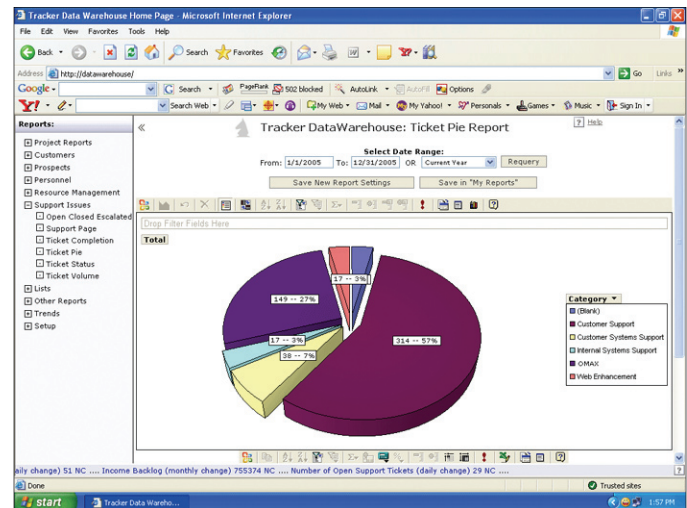 Tracker Data Warehouse Home Page - Microsoft Internet Explorer
File Edit View Favorites Tools Help
Back Search Favorites
Address http://datawarehouse/ Go Links »
Google Search PageRank 502 blocked AutoLink AutoFill Options
Y! Search Web My Web Mail My Yahoo! Personals Games Music Sign In
Reports:
Project Reports
Customers
Prospects
Personnel
Resource Management
Support Issues
Open Closed Escalated
Support Page
Ticket Completion
Ticket Pie
Ticket Status
Ticket Volume
Lists
Other Reports
Trends
Setup
« Tracker DataWarehouse: Ticket Pie Report ? Help
Select Date Range:
From: 1/1/2005 To: 12/31/2005 OR Current Year Requery
Save New Report Settings Save in "My Reports"
Drop Filter Fields Here
Total
17 -- 3%
149 -- 27%
314 -- 57%
17 -- 3%
38 -- 7%
Category
(Blank)
Customer Support
Customer Systems Support
Internal Systems Support
OMAX
Web Enhancement
aily change) 51 NC .... Income Backlog (monthly change) 755374 NC .... Number of Open Support Tickets (daily change) 29 NC ....
Done Trusted sites
start Tracker Data Wareho... 1:57 PM